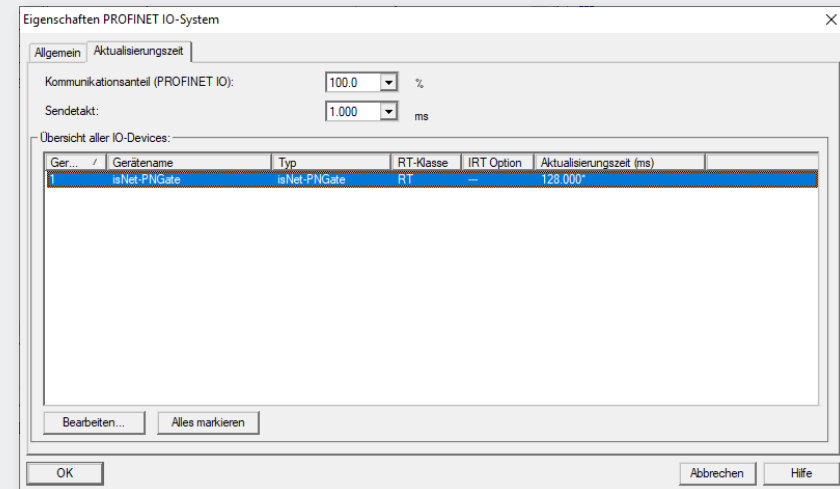 Eigenschaften PROFINET IO-System
Allgemein Aktualisierungszeit
Kommunikationsanteil (PROFINET IO): 100.0 %
Sendetakt: 1.000 ms
Übersicht aller IO-Devices:
Ger... / Gerätename Typ RT-Klasse IRT Option Aktualisierungszeit (ms)
1 isNet-PNGate isNet-PNGate RT --- 128.000*
Bearbeiten... Alles markieren
OK Abbrechen Hilfe